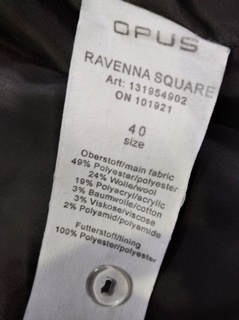 OPUS
RAVENNA SQUARE
Art: 131954902
ON 101921
40
size
Oberstoff/main fabric
49% Polyester/polyester
24% Wolle/wool
19% Polyacryl/acrylic
3% Baumwolle/cotton
3% Viskose/viscose
2% Polyamid/polyamide
Futterstoff/lining
100% Polyester/polyester